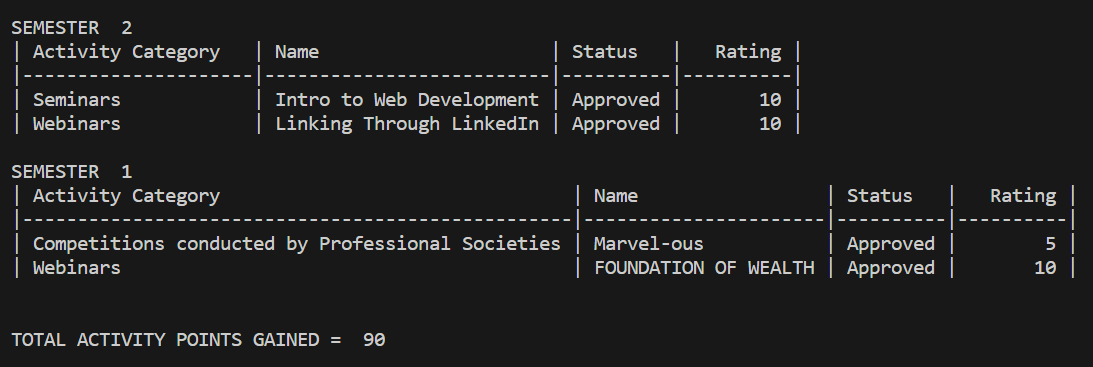 SEMESTER  2
| Activity Category   | Name                     | Status   |   Rating |
|---------------------|--------------------------|----------|----------|
| Seminars            | Intro to Web Development | Approved |       10 |
| Webinars            | Linking Through LinkedIn | Approved |       10 |
SEMESTER  1
| Activity Category                                | Name                 | Status   |   Rating |
|--------------------------------------------------|----------------------|----------|----------|
| Competitions conducted by Professional Societies | Marvel-ous           | Approved |        5 |
| Webinars                                         | FOUNDATION OF WEALTH | Approved |       10 |
TOTAL ACTIVITY POINTS GAINED =  90